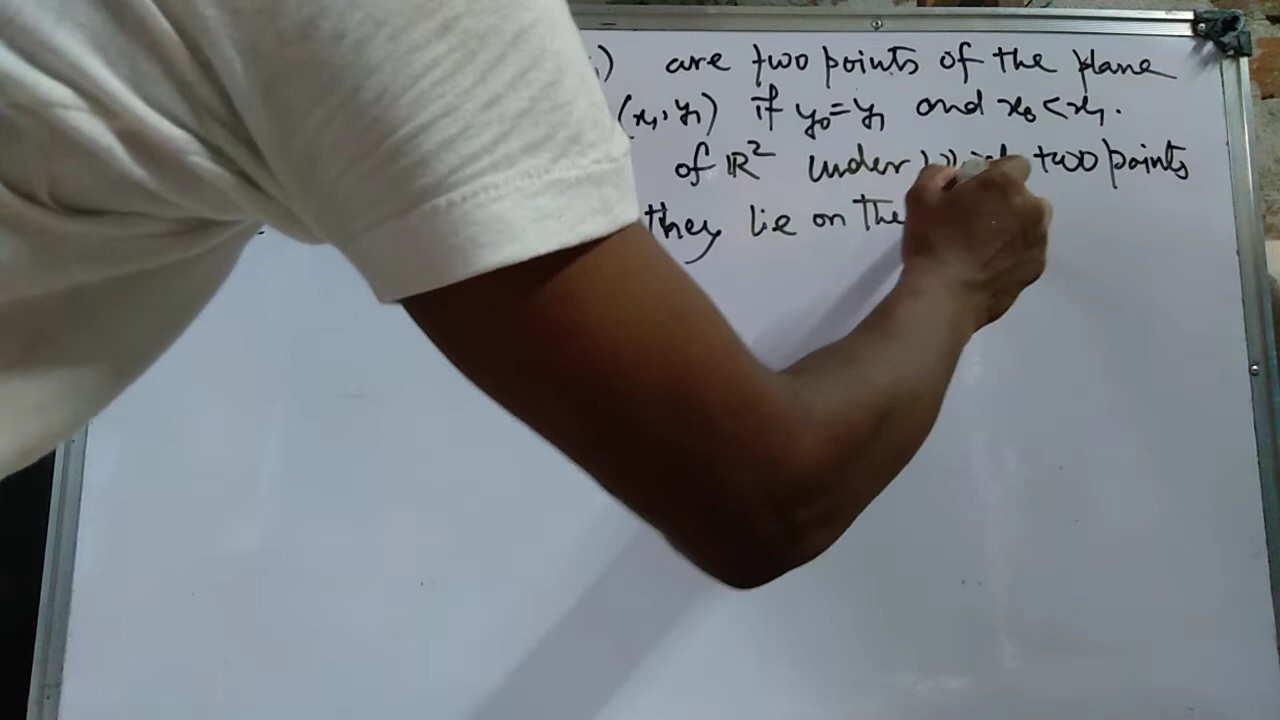 ) are two points of the plane
(x₁, y₁) if y₀ = y₁ and x₀ < x₁.
of ℝ² under two points
they lie on the